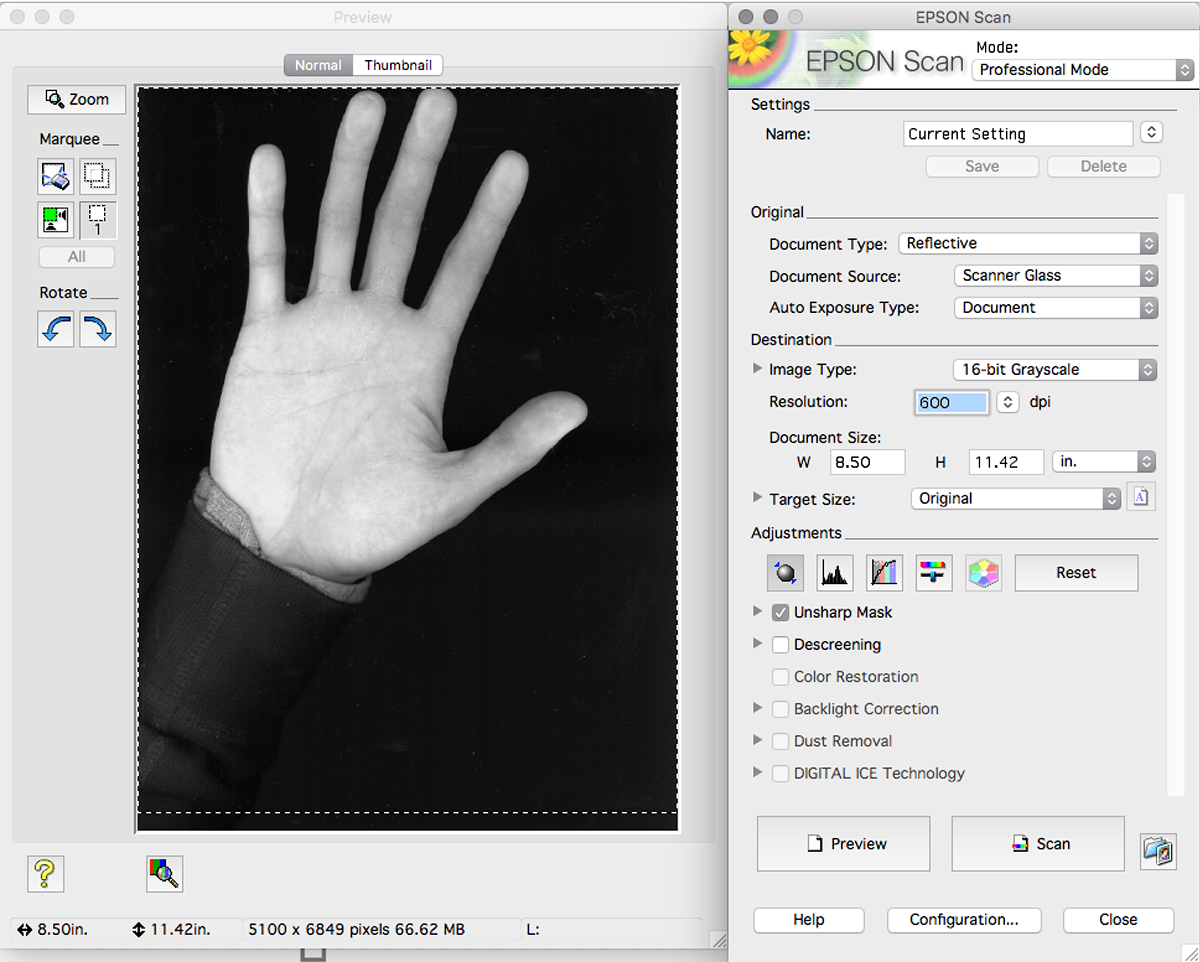 Preview
Normal Thumbnail
Zoom
Marquee
1
All
Rotate
8.50in. 11.42in. 5100 x 6849 pixels 66.62 MB L:
EPSON Scan
EPSON Scan
Mode:
Professional Mode
Settings
Name: Current Setting
Save Delete
Original
Document Type: Reflective
Document Source: Scanner Glass
Auto Exposure Type: Document
Destination
Image Type: 16-bit Grayscale
Resolution: 600 dpi
Document Size:
W 8.50 H 11.42 in.
Target Size: Original A
Adjustments
Reset
Unsharp Mask
Descreening
Color Restoration
Backlight Correction
Dust Removal
DIGITAL ICE Technology
Preview Scan
Help Configuration... Close